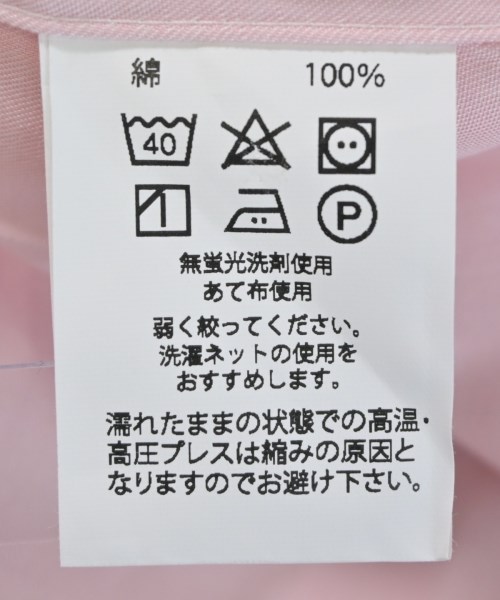 綿 100%
40
P
無蛍光洗剤使用
あて布使用
弱く絞ってください。
洗濯ネットの使用を
おすすめします。
濡れたままの状態での高温・
高圧プレスは縮みの原因と
なりますのでお避け下さい。